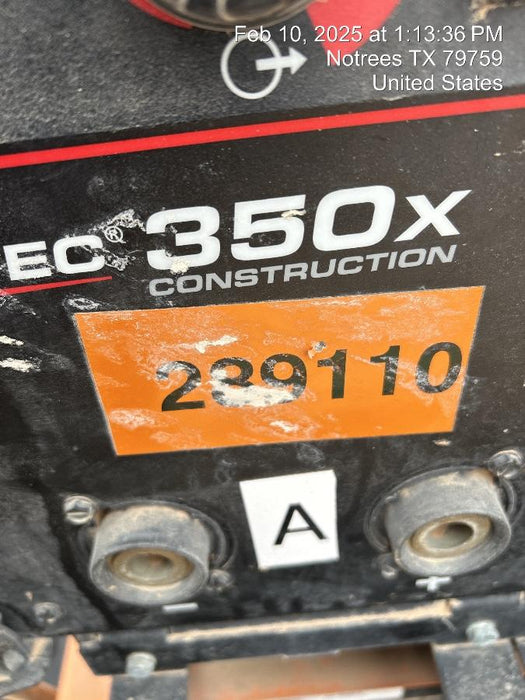 Feb 10, 2025 at 1:13:36 PM
Notrees TX 79759
United States
EC® 350X
CONSTRUCTION
A
- +